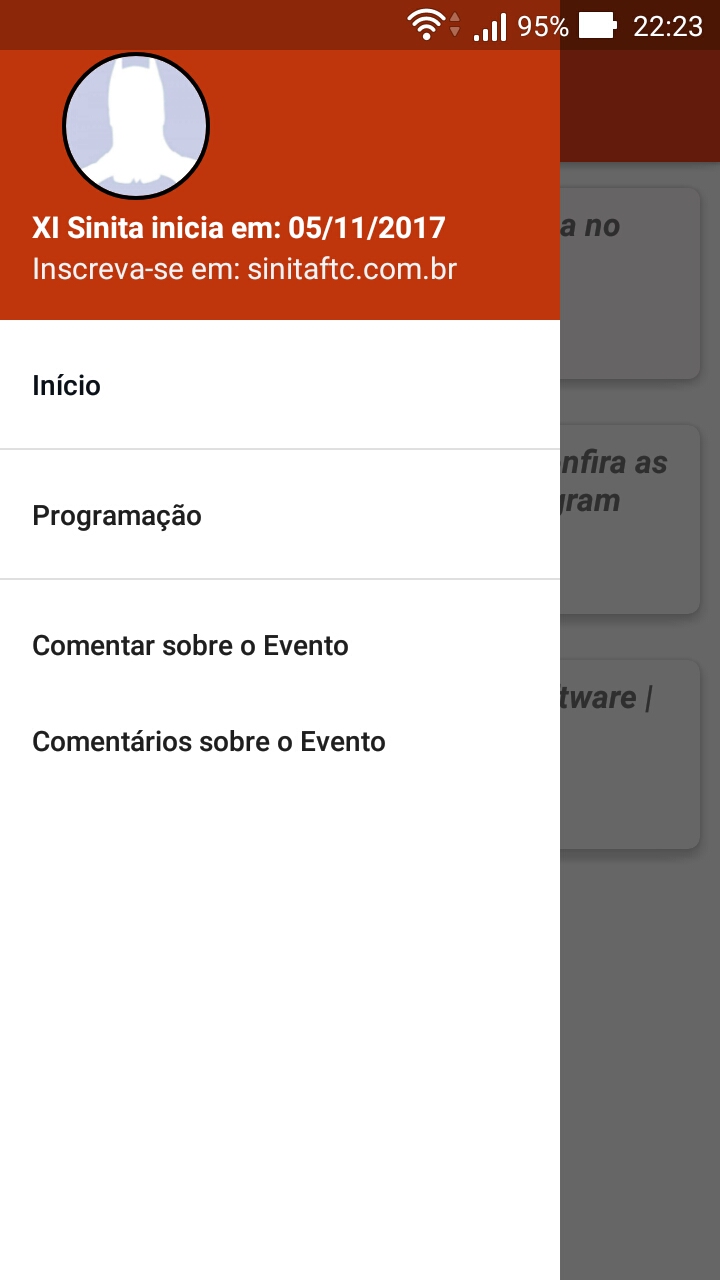 95% 22:23
XI Sinita inicia em: 05/11/2017
Inscreva-se em: sinitaftc.com.br
a no
Início
nfira as
gram
Programação
Comentar sobre o Evento
tware |
Comentários sobre o Evento